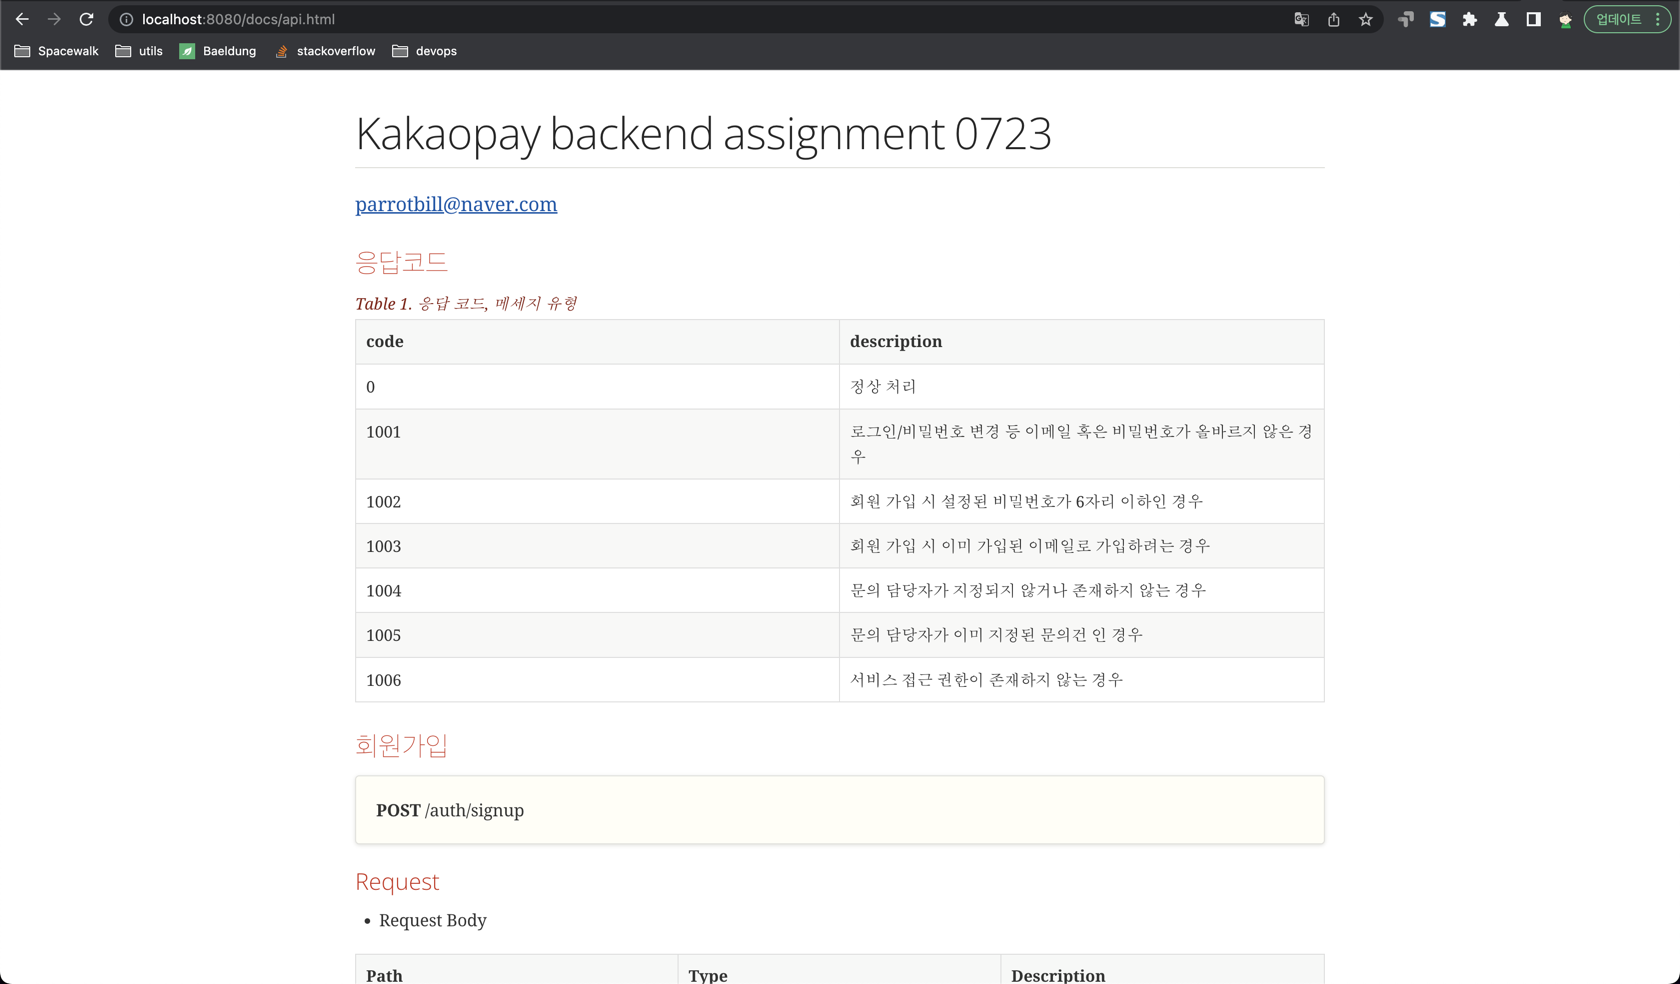 localhost:8080/docs/api.html
업데이트
Spacewalk utils Baeldung stackoverflow devops
Kakaopay backend assignment 0723
parrotbill@naver.com
응답코드
Table 1. 응답 코드, 메세지 유형
code description
0 정상 처리
1001 로그인/비밀번호 변경 등 이메일 혹은 비밀번호가 올바르지 않은 경
우
1002 회원 가입 시 설정된 비밀번호가 6자리 이하인 경우
1003 회원 가입 시 이미 가입된 이메일로 가입하려는 경우
1004 문의 담당자가 지정되지 않거나 존재하지 않는 경우
1005 문의 담당자가 이미 지정된 문의건 인 경우
1006 서비스 접근 권한이 존재하지 않는 경우
회원가입
POST /auth/signup
Request
• Request Body
Path Type Description